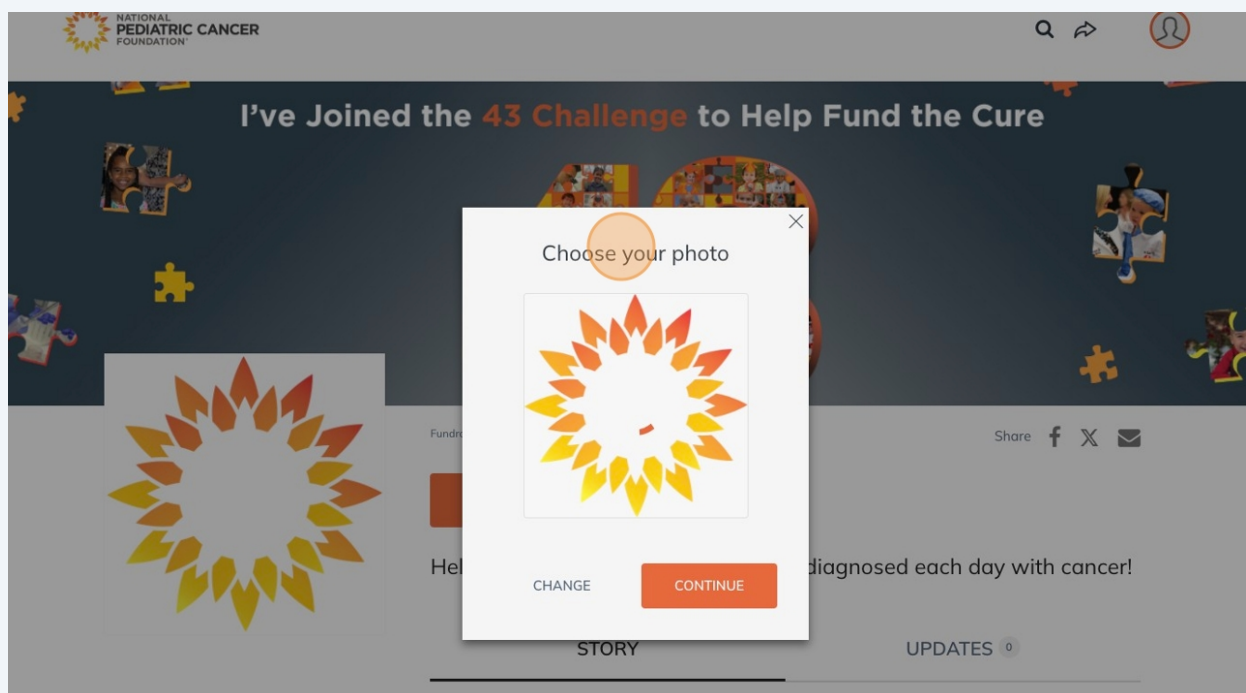 NATIONAL
PEDIATRIC CANCER
FOUNDATION
I've Joined the 43 Challenge to Help Fund the Cure
43
Choose your photo
Share
CHANGE
CONTINUE
diagnosed each day with cancer!
STORY
UPDATES 0